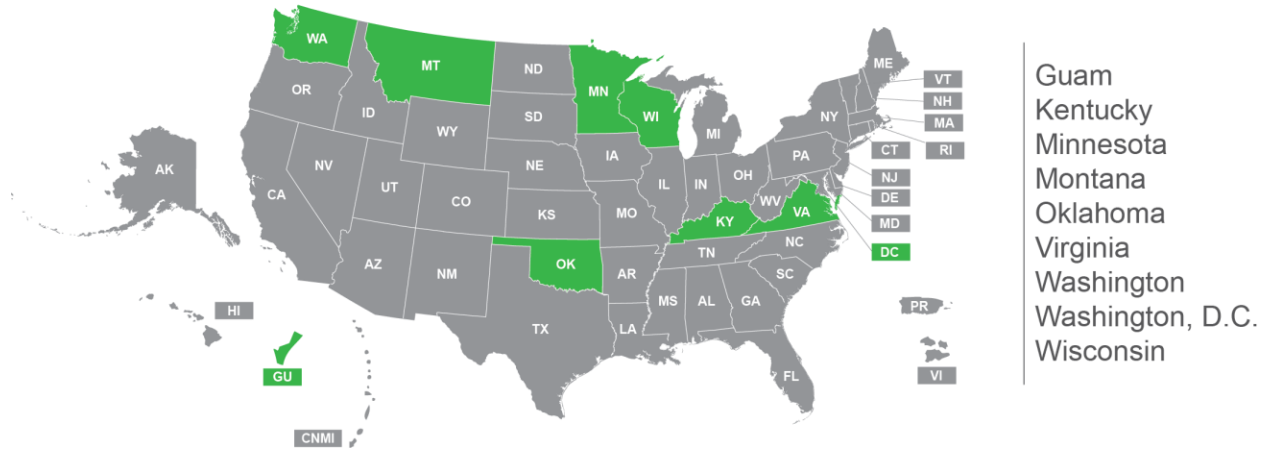 WA
MT
ND
MN
ME
VT
OR
ID
WY
SD
WI
MI
NY
NH
MA
RI
CT
AK
CA
NV
UT
CO
NE
KS
IA
MO
IL
IN
OH
PA
WV
VA
KY
NJ
DE
MD
DC
AZ
NM
OK
AR
TN
NC
SC
MS
AL
GA
TX
LA
FL
HI
GU
CNMI
PR
VI
Guam
Kentucky
Minnesota
Montana
Oklahoma
Virginia
Washington
Washington, D.C.
Wisconsin